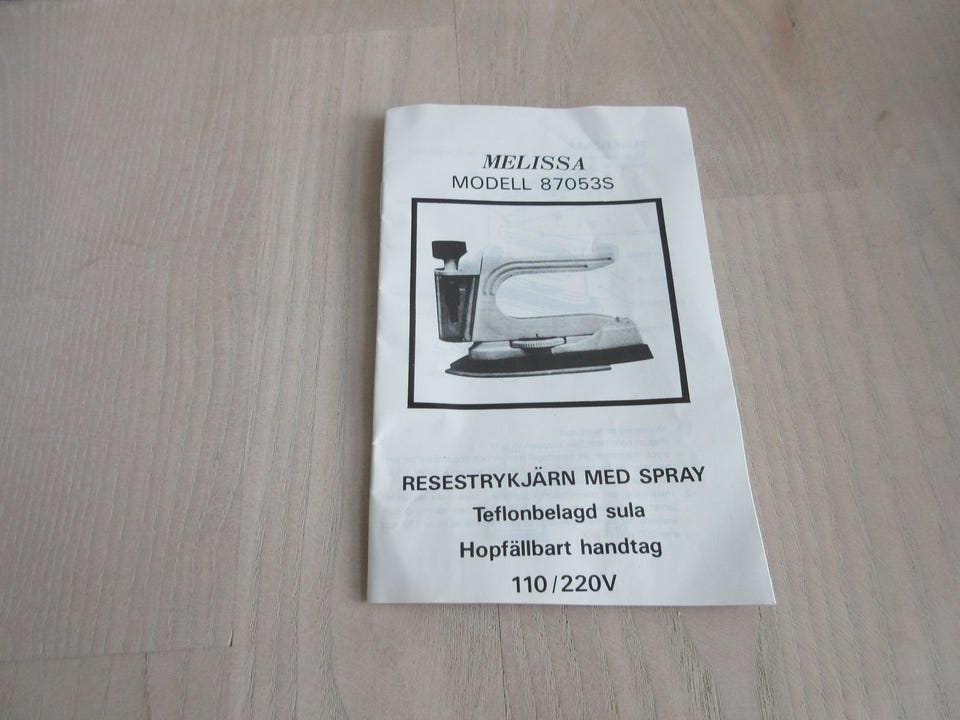 MELISSA
MODELL 87053S
RESESTRYKJÄRN MED SPRAY
Teflonbelagd sula
Hopfällbart handtag
110/220V